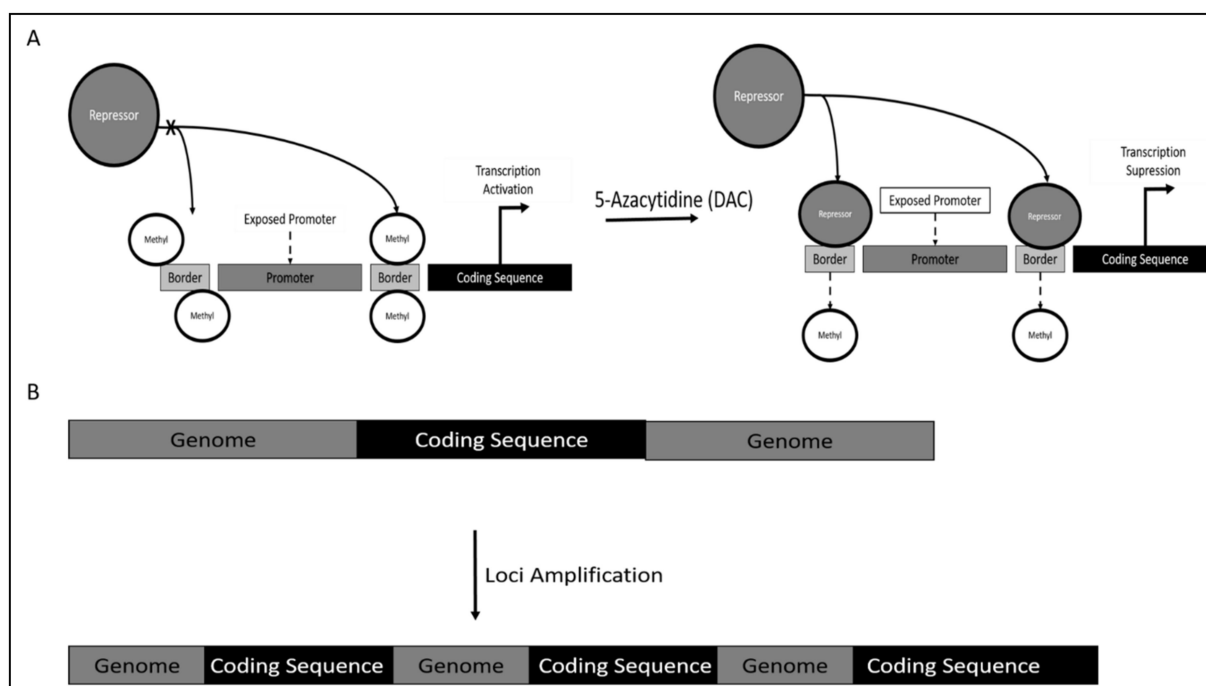 A
Repressor
X
Transcription
Activation
Methyl
Exposed Promoter
Methyl
Border
Promoter
Border
Coding Sequence
Methyl
Methyl
5-Azacytidine (DAC)
Repressor
Transcription
Supression
Repressor
Exposed Promoter
Repressor
Border
Promoter
Border
Coding Sequence
Methyl
Methyl
B
Genome
Coding Sequence
Genome
Loci Amplification
Genome
Coding Sequence
Genome
Coding Sequence
Genome
Coding Sequence